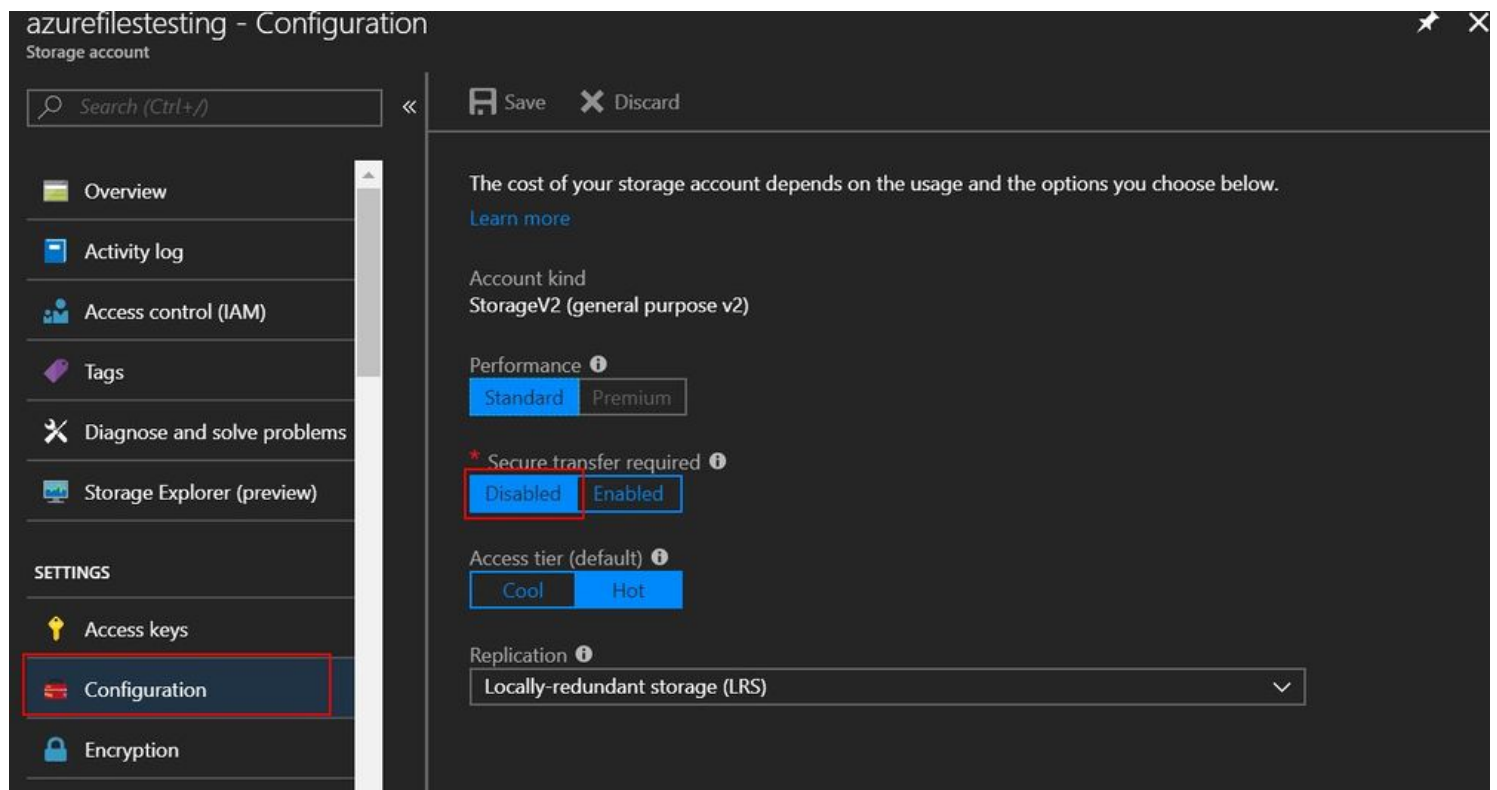 azurefilestesting - Configuration
Storage account
Search (Ctrl+/)
Overview
Activity log
Access control (IAM)
Tags
Diagnose and solve problems
Storage Explorer (preview)
SETTINGS
Access keys
Configuration
Encryption
Save Discard
The cost of your storage account depends on the usage and the options you choose below.
Learn more
Account kind
StorageV2 (general purpose v2)
Performance
Standard Premium
* Secure transfer required
Disabled Enabled
Access tier (default)
Cool Hot
Replication
Locally-redundant storage (LRS)